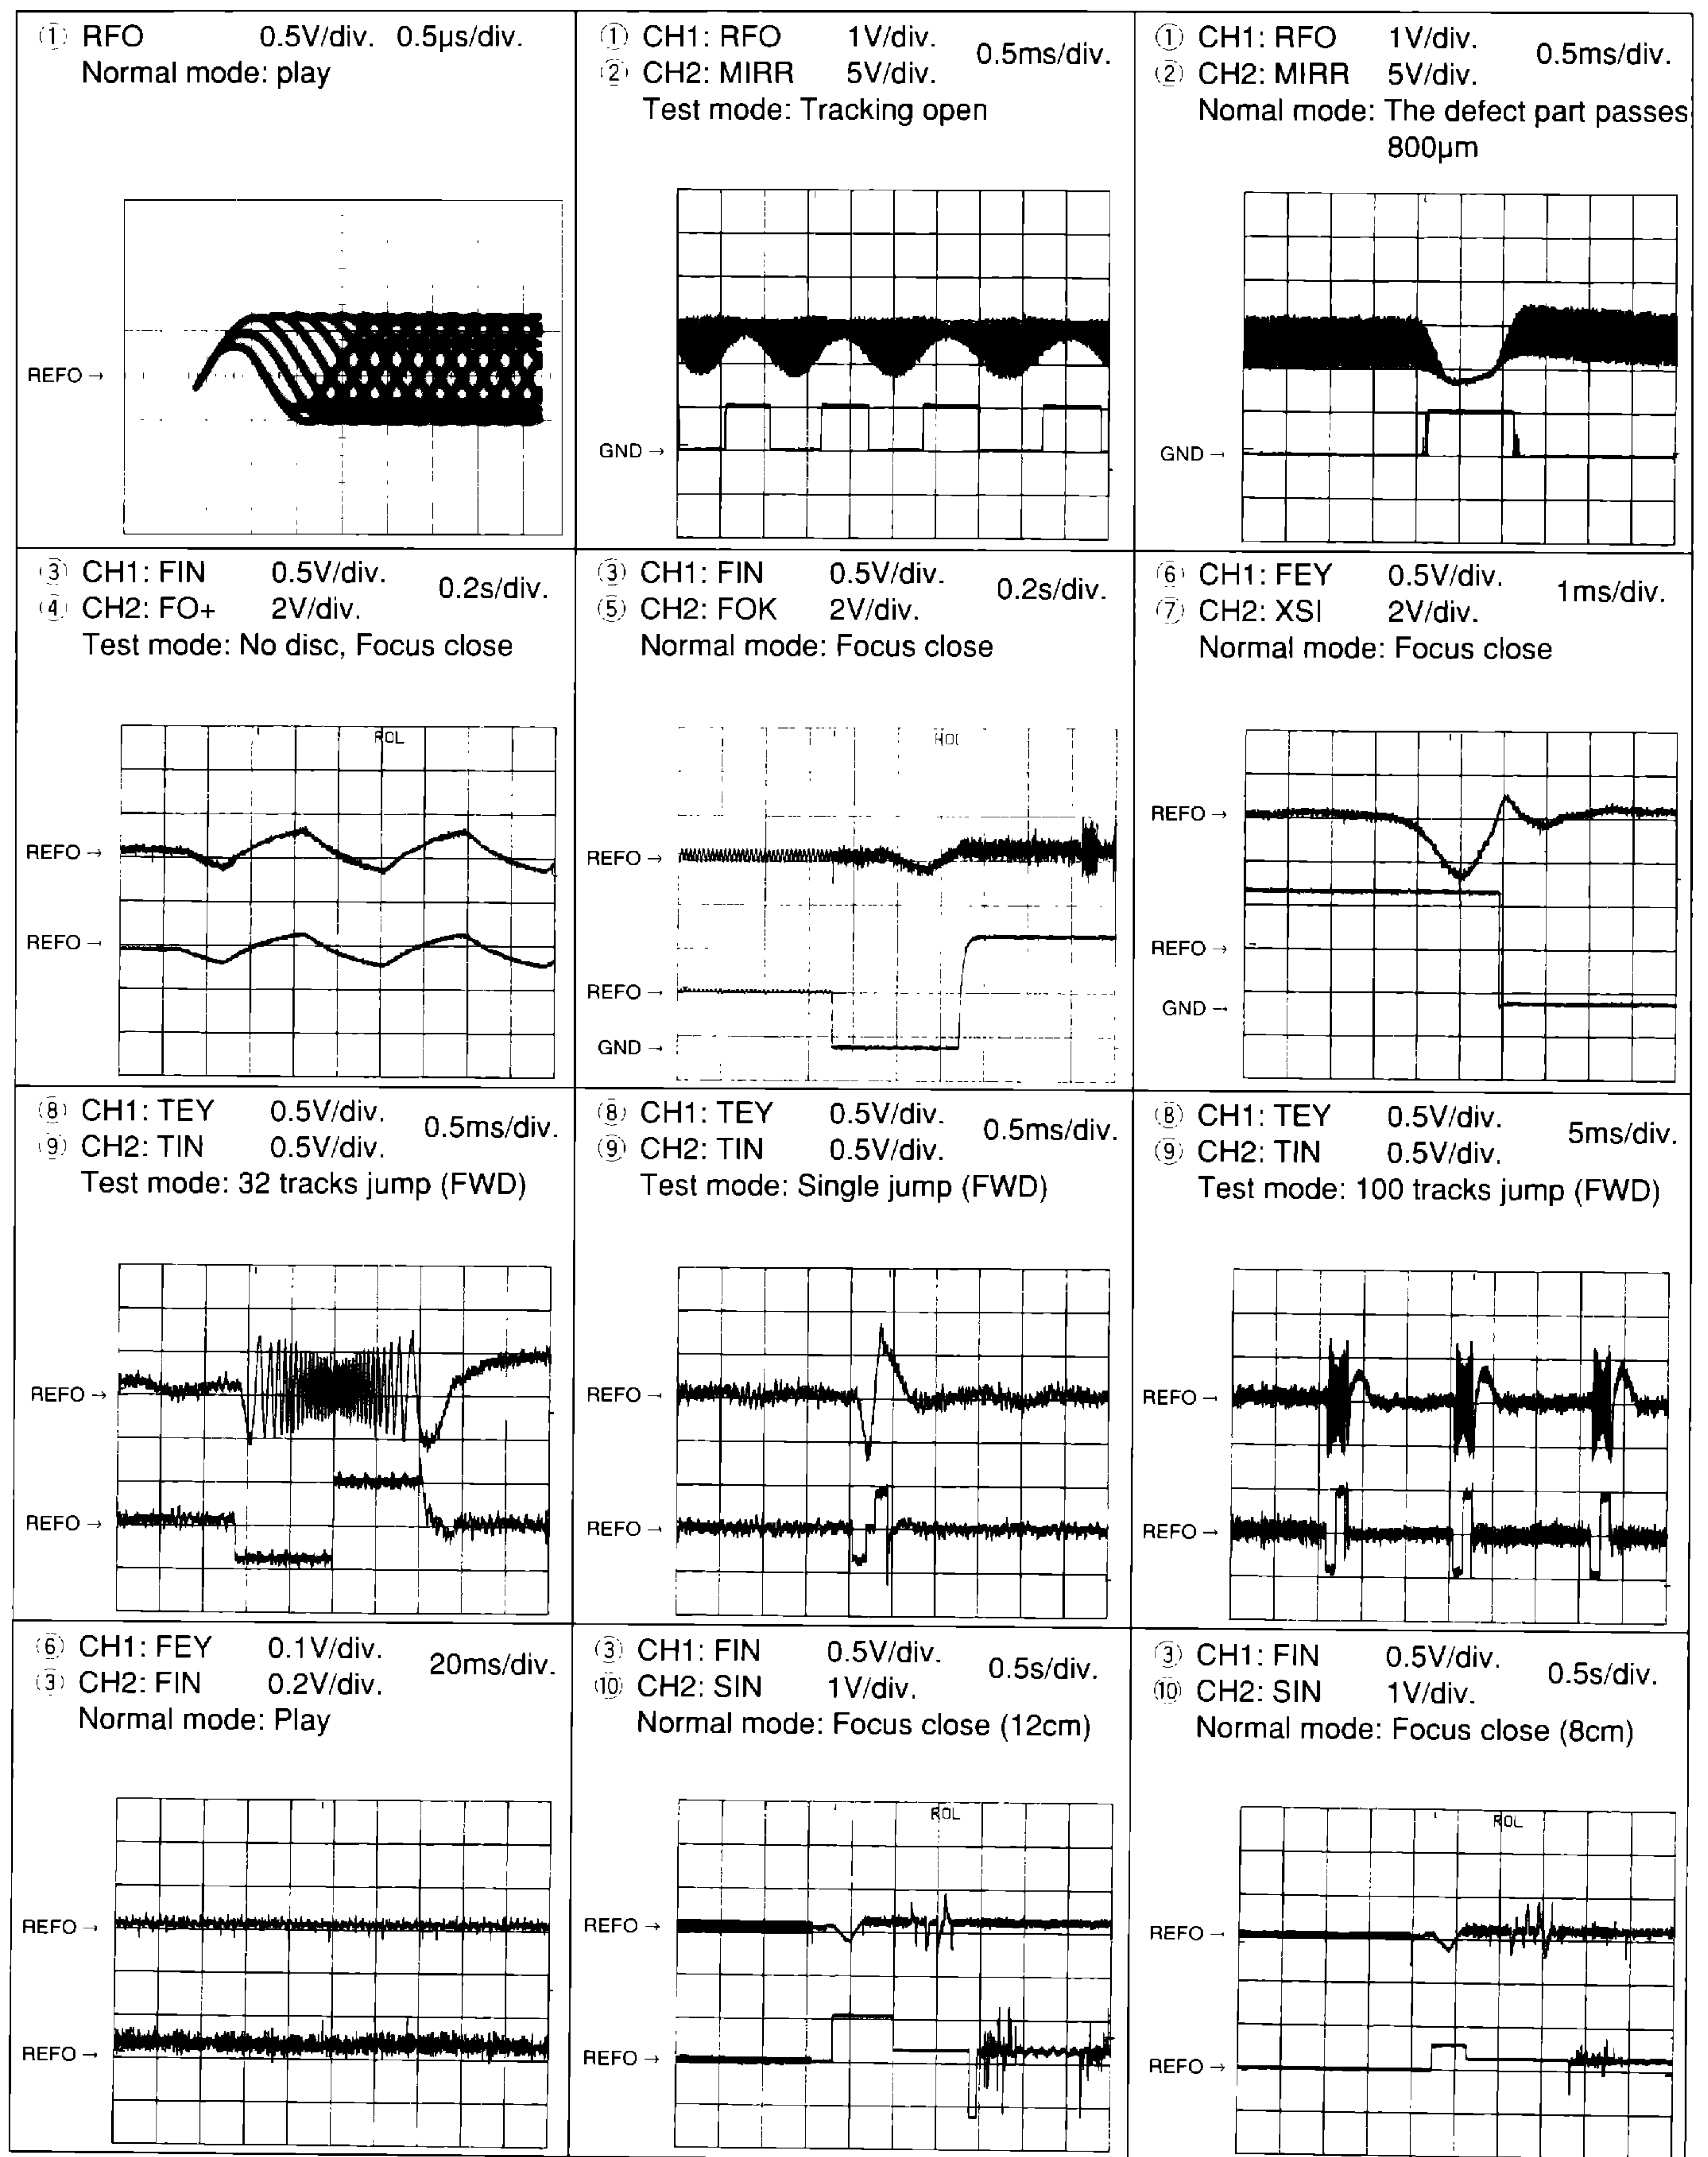 ① RFO 0.5V/div. 0.5µs/div.
Normal mode: play
REFO →
① CH1: RFO 1V/div. 0.5ms/div.
② CH2: MIRR 5V/div.
Test mode: Tracking open
GND →
① CH1: RFO 1V/div. 0.5ms/div.
② CH2: MIRR 5V/div.
Nomal mode: The defect part passes
800µm
GND →
③ CH1: FIN 0.5V/div. 0.2s/div.
④ CH2: FO+ 2V/div.
Test mode: No disc, Focus close
ROL
REFO →
REFO →
③ CH1: FIN 0.5V/div. 0.2s/div.
⑤ CH2: FOK 2V/div.
Normal mode: Focus close
ROL
REFO →
REFO →
GND →
⑥ CH1: FEY 0.5V/div. 1ms/div.
⑦ CH2: XSI 2V/div.
Normal mode: Focus close
REFO →
REFO →
GND →
⑧ CH1: TEY 0.5V/div. 0.5ms/div.
⑨ CH2: TIN 0.5V/div.
Test mode: 32 tracks jump (FWD)
REFO →
REFO →
⑧ CH1: TEY 0.5V/div. 0.5ms/div.
⑨ CH2: TIN 0.5V/div.
Test mode: Single jump (FWD)
REFO →
REFO →
⑧ CH1: TEY 0.5V/div. 5ms/div.
⑨ CH2: TIN 0.5V/div.
Test mode: 100 tracks jump (FWD)
REFO →
REFO →
⑥ CH1: FEY 0.1V/div. 20ms/div.
③ CH2: FIN 0.2V/div.
Normal mode: Play
REFO →
REFO →
③ CH1: FIN 0.5V/div. 0.5s/div.
⑩ CH2: SIN 1V/div.
Normal mode: Focus close (12cm)
ROL
REFO →
REFO →
③ CH1: FIN 0.5V/div. 0.5s/div.
⑩ CH2: SIN 1V/div.
Normal mode: Focus close (8cm)
ROL
REFO →
REFO →